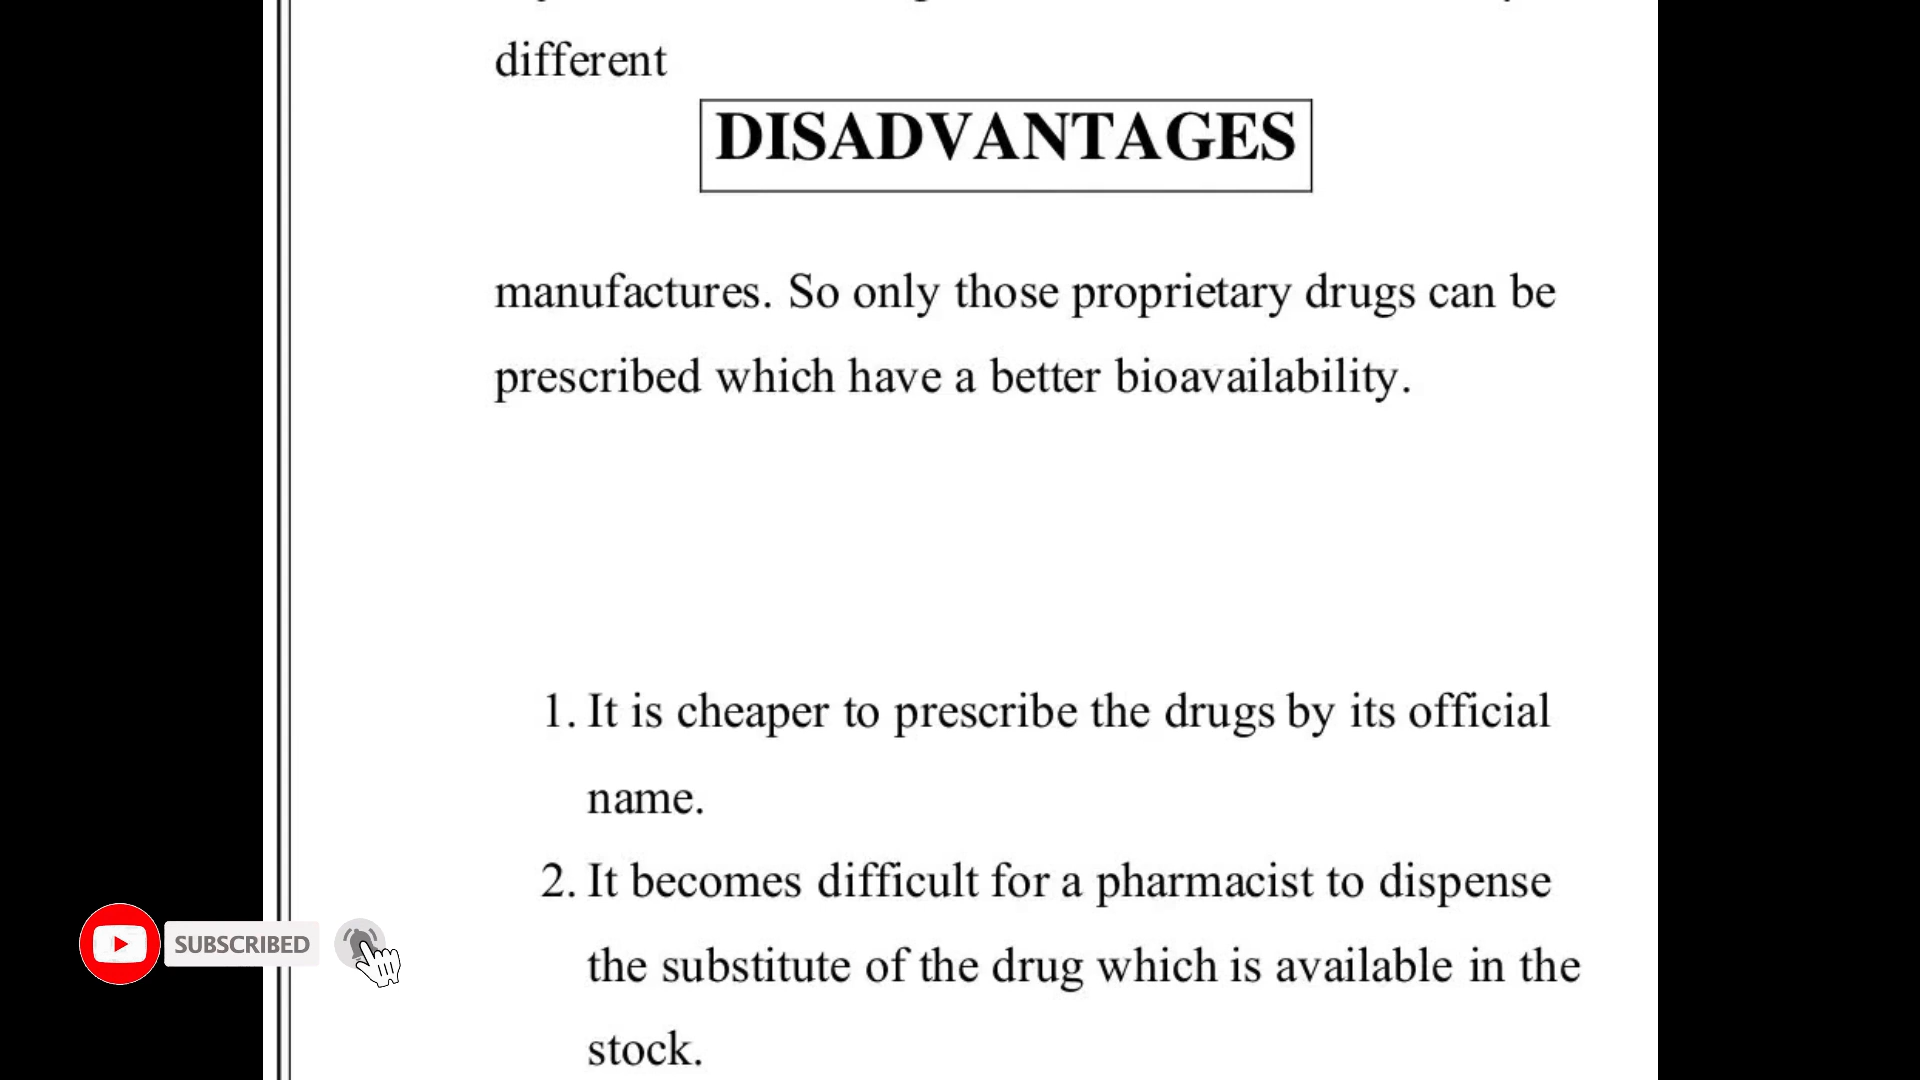 different
DISADVANTAGES
manufactures. So only those proprietary drugs can be
prescribed which have a better bioavailability.
1. It is cheaper to prescribe the drugs by its official
name.
2. It becomes difficult for a pharmacist to dispense
the substitute of the drug which is available in the
stock.
SUBSCRIBED